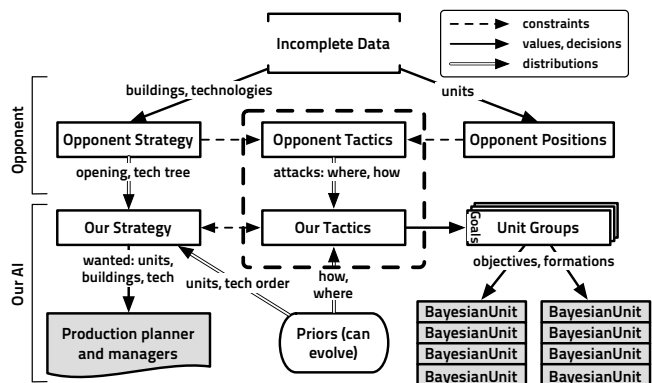 Incomplete Data
constraints
values, decisions
distributions
buildings, technologies
units
Opponent
Opponent Strategy
Opponent Tactics
Opponent Positions
opening, tech tree
attacks: where, how
Our AI
Our Strategy
Our Tactics
Goals
Unit Groups
wanted: units,
buildings, tech
units, tech order
how,
where
objectives, formations
Production planner
and managers
Priors (can
evolve)
BayesianUnit
BayesianUnit
BayesianUnit
BayesianUnit
BayesianUnit
BayesianUnit
BayesianUnit
BayesianUnit